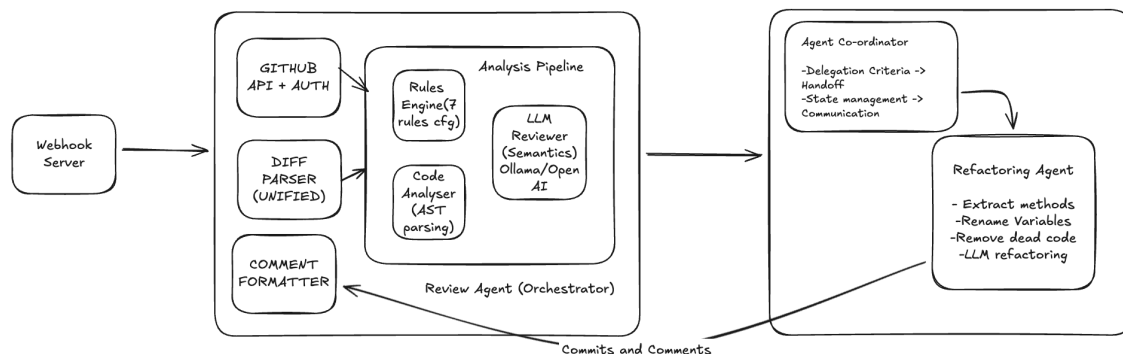 Webhook
Server
GITHUB
API + AUTH
DIFF
PARSER
(UNIFIED)
COMMENT
FORMATTER
Analysis Pipeline
Rules
Engine(7
rules cfg)
Code
Analyser
(AST
parsing)
LLM
Reviewer
(Semantics)
Ollama/Open
AI
Review Agent (Orchestrator)
Agent Co-ordinator
-Delegation Criteria ->
Handoff
-State management ->
Communication
Refactoring Agent
- Extract methods
-Rename Variables
-Remove dead code
-LLM refactoring
Commits and Comments